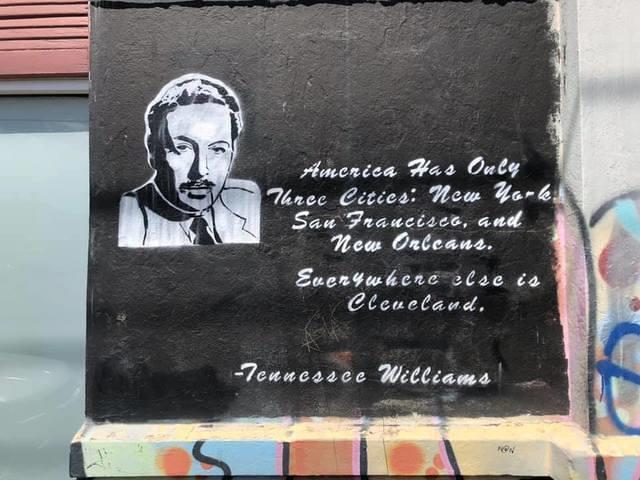 America Has Only
Three Cities: New York
San Francisco, and
New Orleans.
Everywhere else is
Cleveland.
-Tennessee Williams